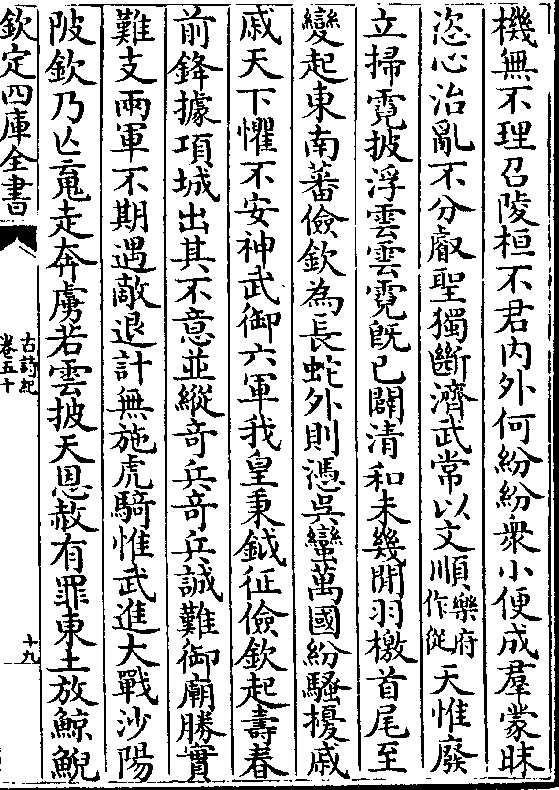 機無不理召陵桓不君内外何紛紛衆小便成羣蒙昧
恣心治亂不分叡聖獨斷濟武常以文順樂府作從天惟廢
立掃霓披浮雲雲霓旣已闢清和未幾閒羽檄首尾至
變起東南蕃儉欽為長蛇外則憑吳蠻萬國紛騷擾戚
戚天下懼不安神武御六軍我皇秉鉞征儉欽起壽春
前鋒據項城出其不意並縱竒兵竒兵誠難御廟勝實
難支兩軍不期遇敵退計無施虎騎惟武進大戰沙陽
陂欽乃亡䰟走奔虜若雲披天恩赦有罪東土放鯨鯢
欽定四庫全書
古詩紀
卷五十
十九